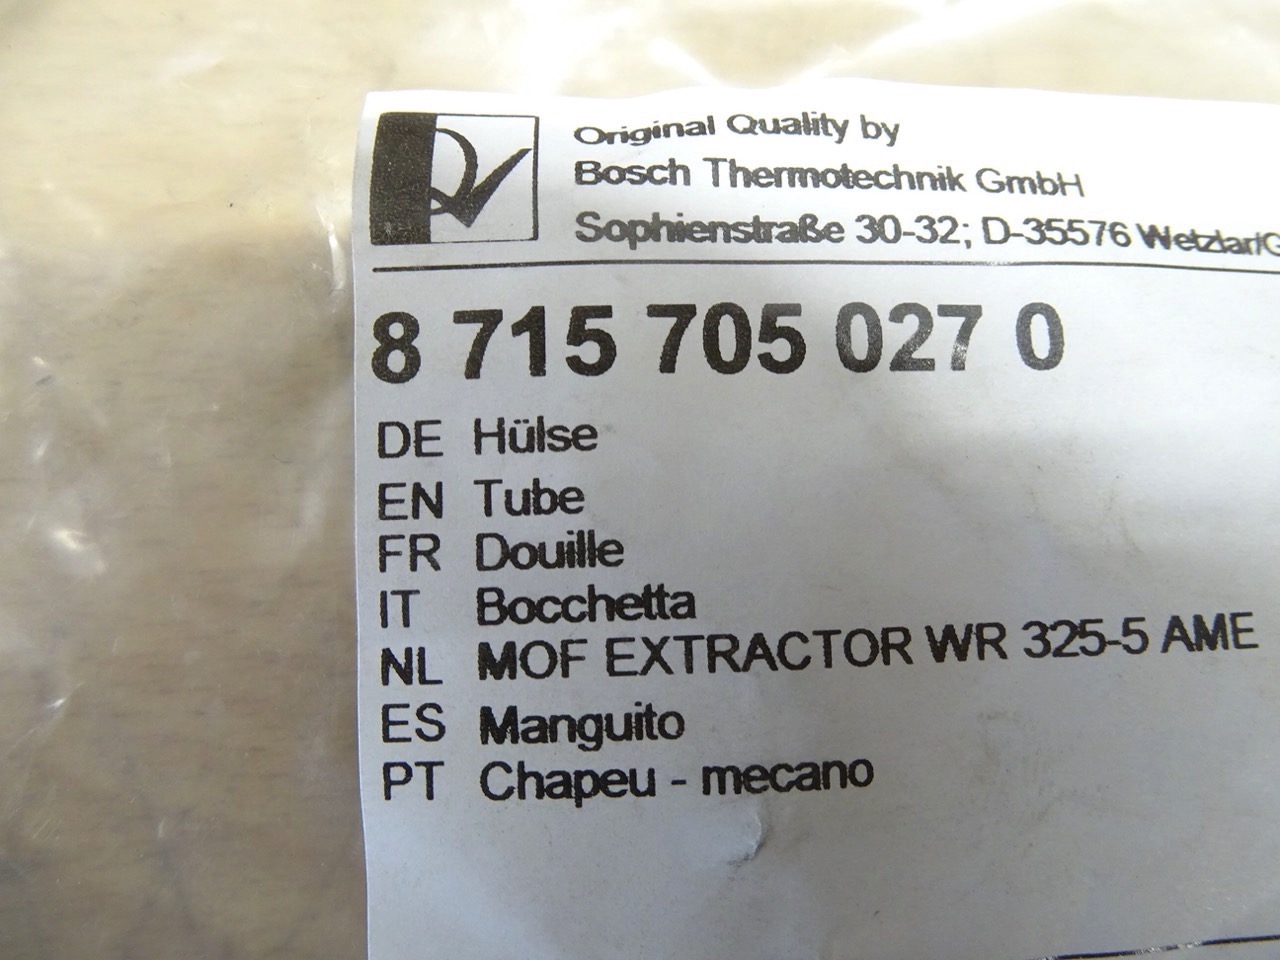 Original Quality by
Bosch Thermotechnik GmbH
Sophienstraße 30-32; D-35576 Wetzlar/G
8 715 705 027 0
DE Hülse
EN Tube
FR Douille
IT Bocchetta
NL MOF EXTRACTOR WR 325-5 AME
ES Manguito
PT Chapeu - mecano